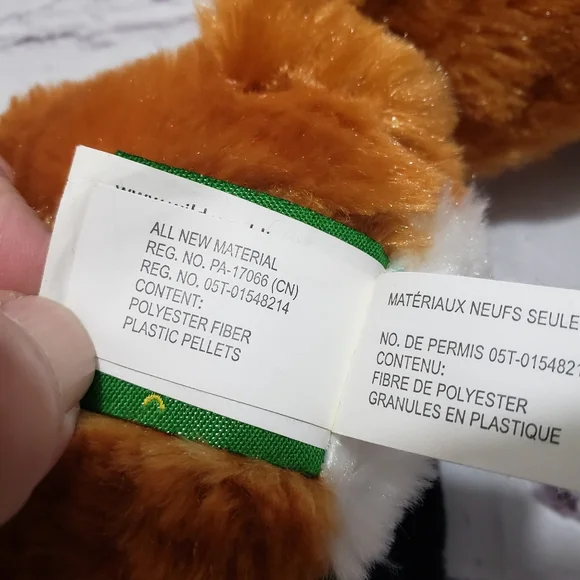 ALL NEW MATERIAL
REG. NO. PA-17066 (CN)
REG. NO. 05T-01548214
CONTENT:
POLYESTER FIBER
PLASTIC PELLETS
MATÉRIAUX NEUFS SEULE
NO. DE PERMIS 05T-0154821
CONTENU:
FIBRE DE POLYESTER
GRANULES EN PLASTIQUE